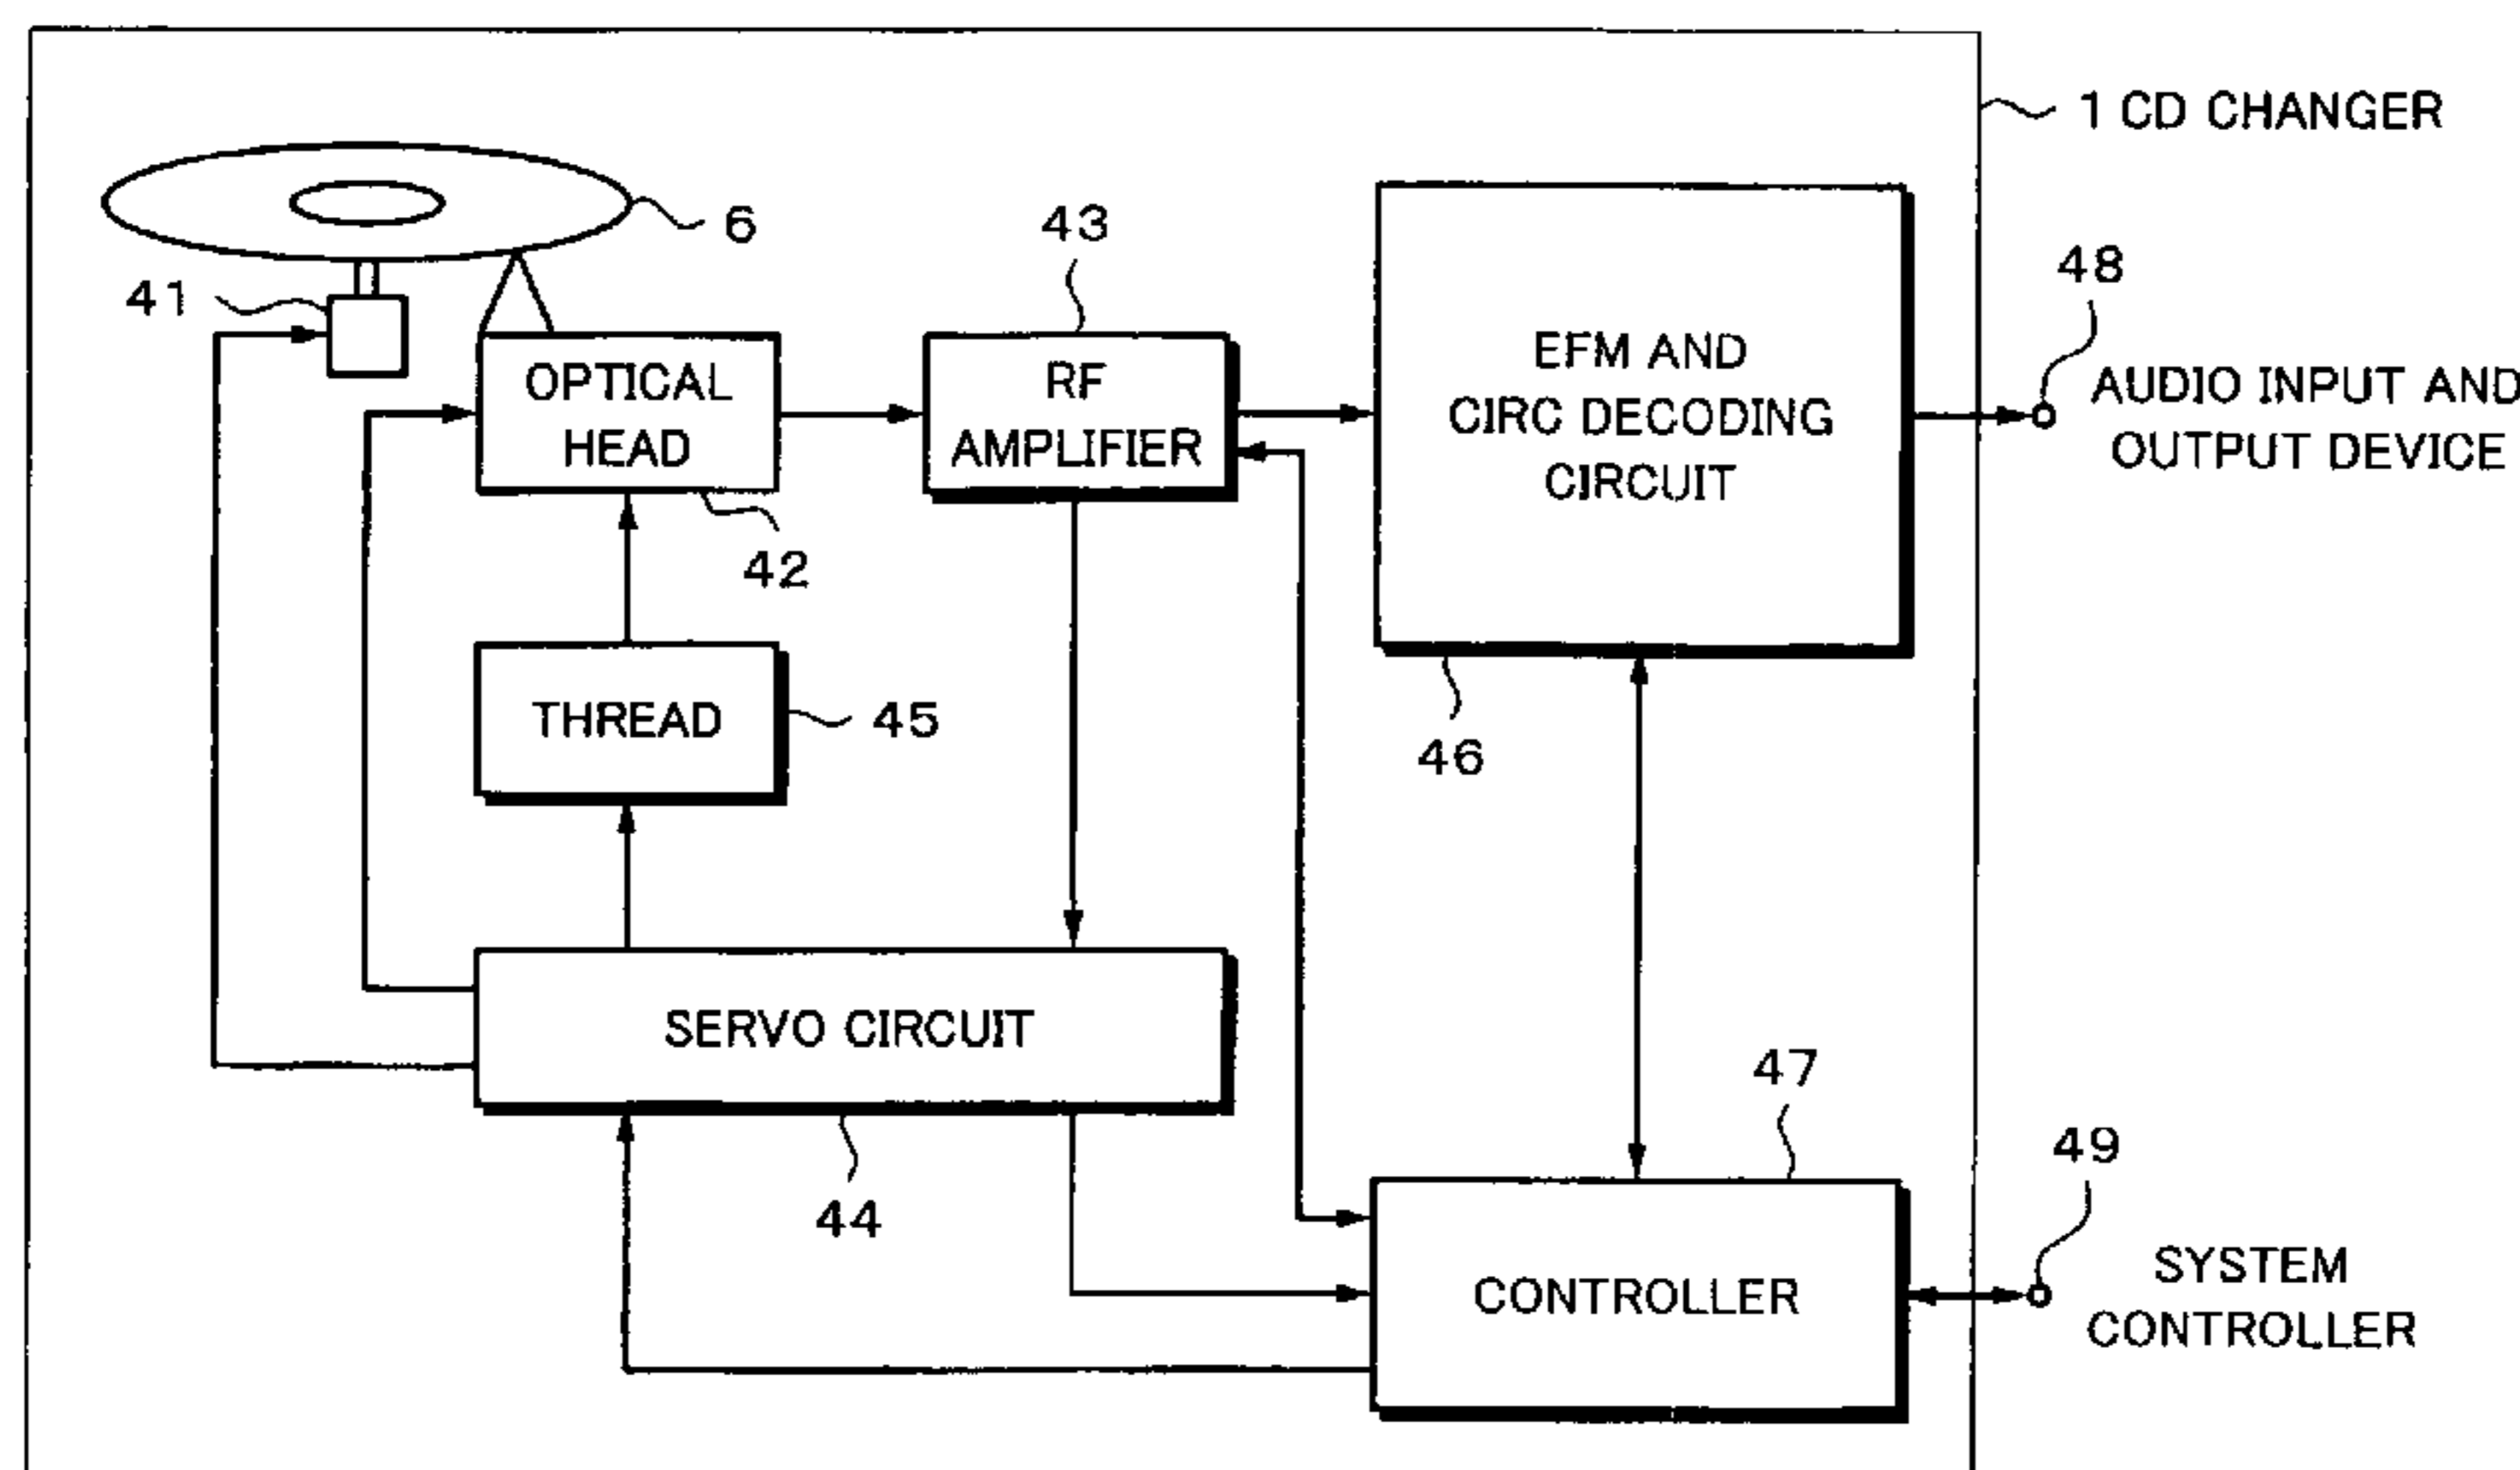 1 CD CHANGER
6
43
48
41
OPTICAL
HEAD
RF
AMPLIFIER
EFM AND
CIRC DECODING
CIRCUIT
AUDIO INPUT AND
OUTPUT DEVICE
42
THREAD
45
46
SERVO CIRCUIT
47
49
44
CONTROLLER
SYSTEM
CONTROLLER